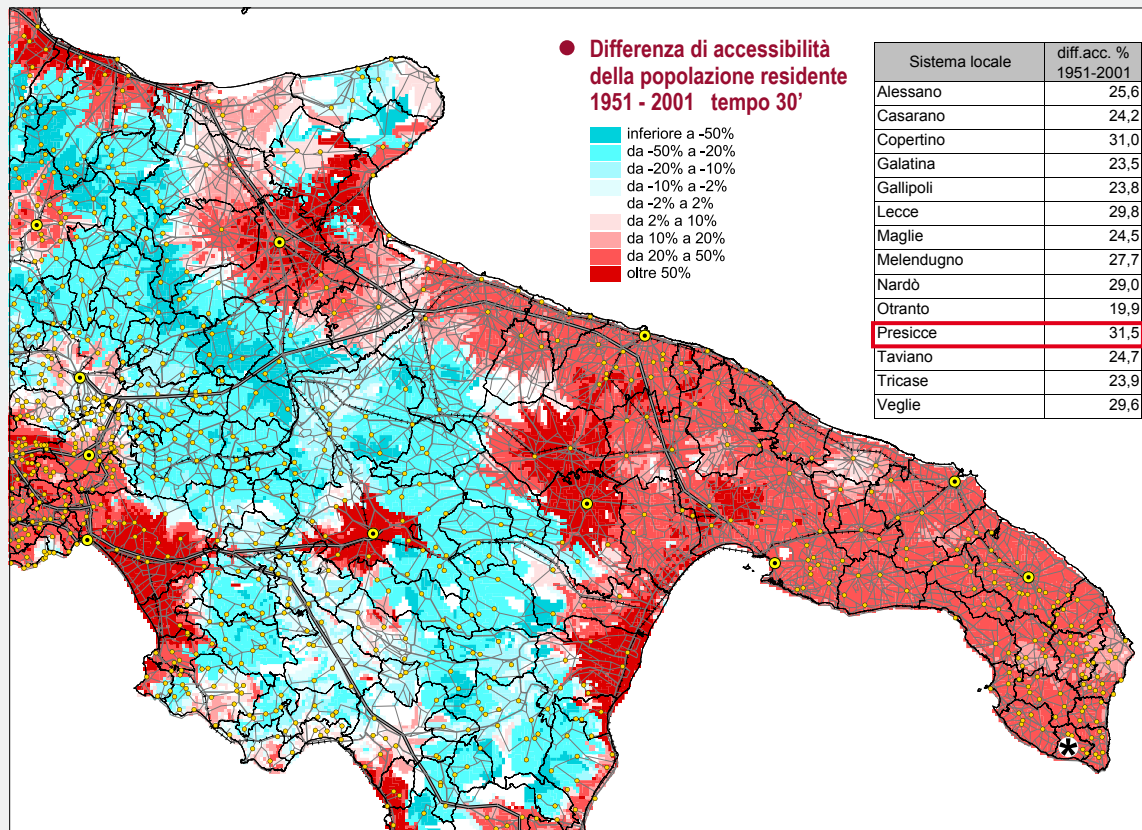 ● Differenza di accessibilità
della popolazione residente
1951 - 2001 tempo 30’
inferiore a -50%
da -50% a -20%
da -20% a -10%
da -10% a -2%
da -2% a 2%
da 2% a 10%
da 10% a 20%
da 20% a 50%
oltre 50%
Sistema locale diff.acc. %
1951-2001
Alessano 25,6
Casarano 24,2
Copertino 31,0
Galatina 23,5
Gallipoli 23,8
Lecce 29,8
Maglie 24,5
Melendugno 27,7
Nardò 29,0
Otranto 19,9
Presicce 31,5
Taviano 24,7
Tricase 23,9
Veglie 29,6
*